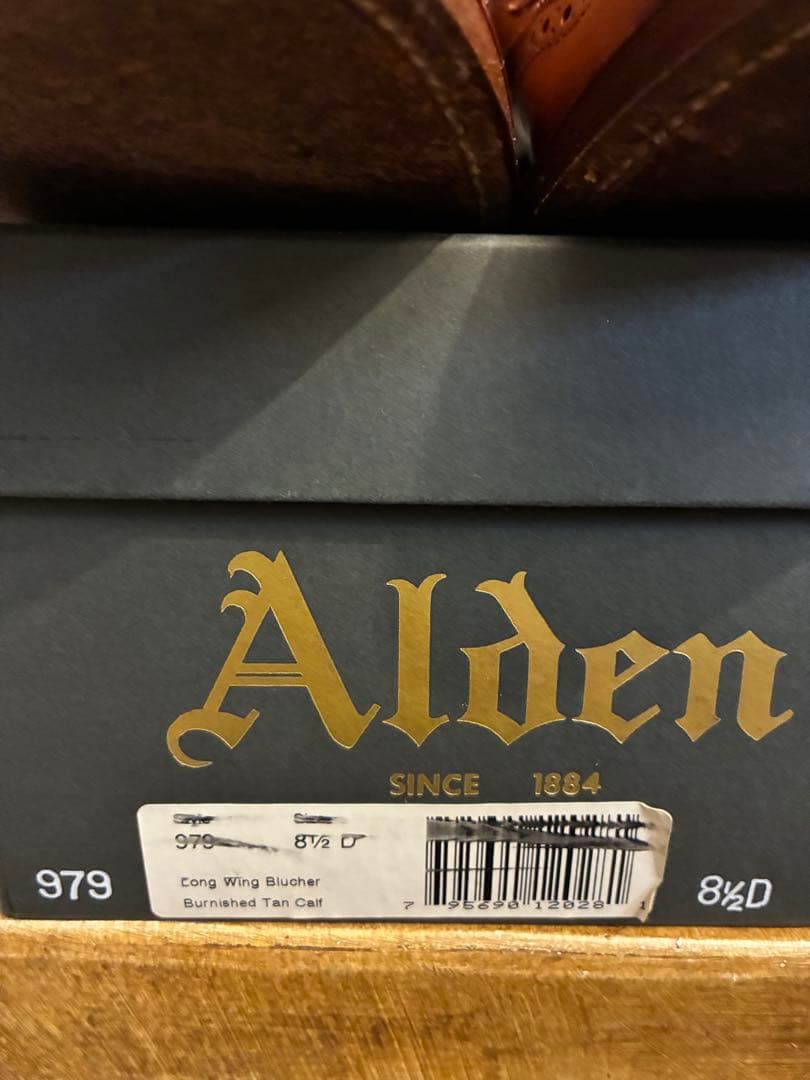 Alden
SINCE 1884
Style Size
979 8½ D
Long Wing Blucher
Burnished Tan Calf
7 95690 12028 1
979
8½D